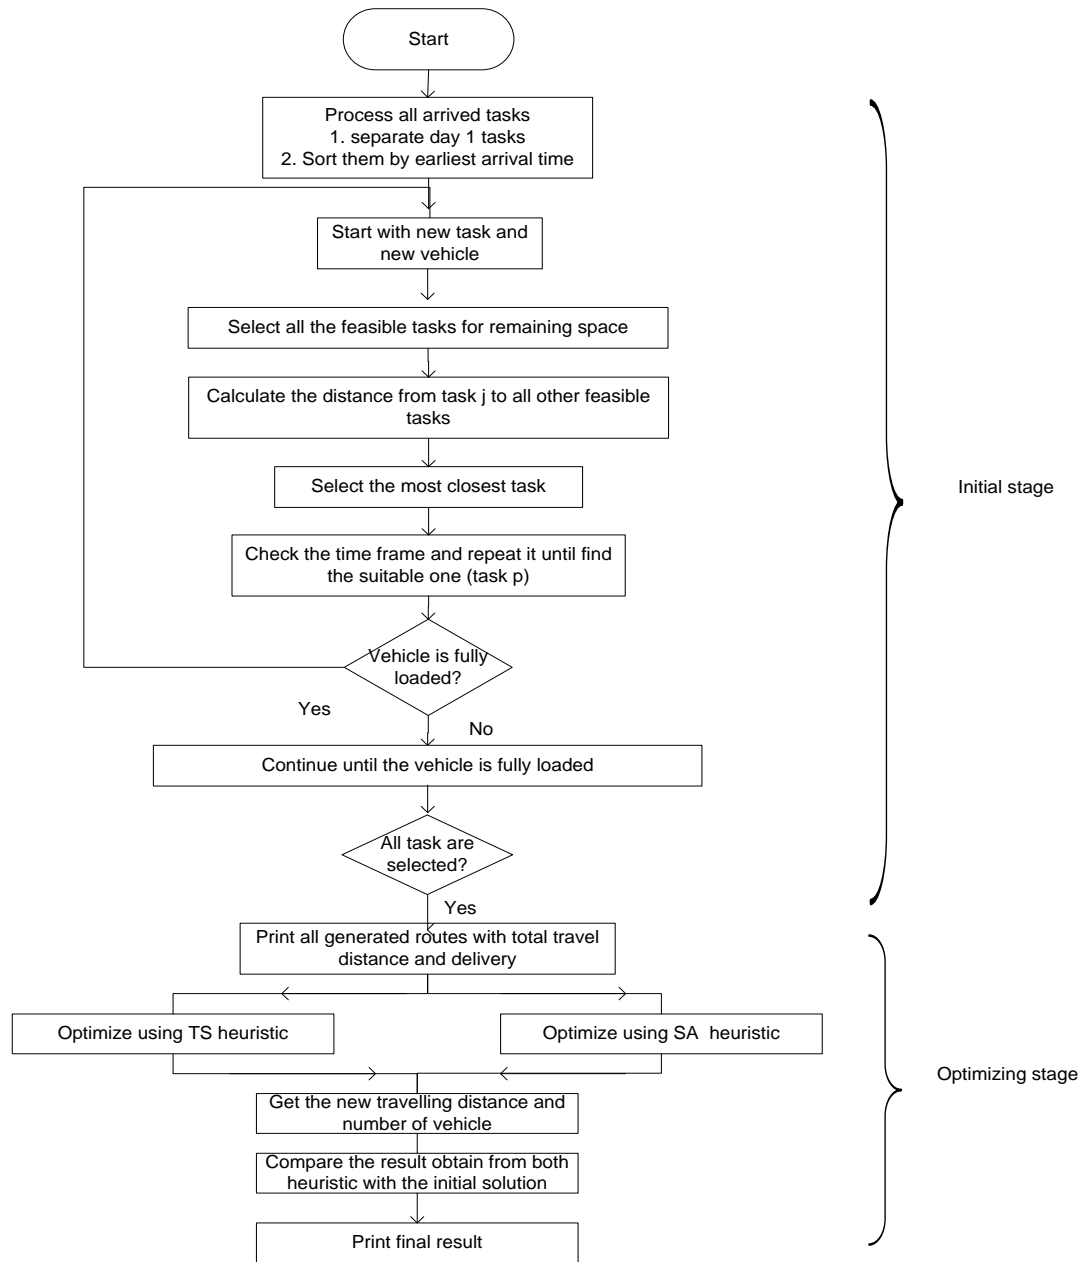 Start
Process all arrived tasks
1. separate day 1 tasks
2. Sort them by earliest arrival time
Start with new task and
new vehicle
Select all the feasible tasks for remaining space
Calculate the distance from task j to all other feasible
tasks
Select the most closest task
Initial stage
Check the time frame and repeat it until find
the suitable one (task p)
Vehicle is fully
loaded?
Yes
No
Continue until the vehicle is fully loaded
All task are
selected?
Yes
Print all generated routes with total travel
distance and delivery
Optimize using TS heuristic
Optimize using SA heuristic
Optimizing stage
Get the new travelling distance and
number of vehicle
Compare the result obtain from both
heuristic with the initial solution
Print final result